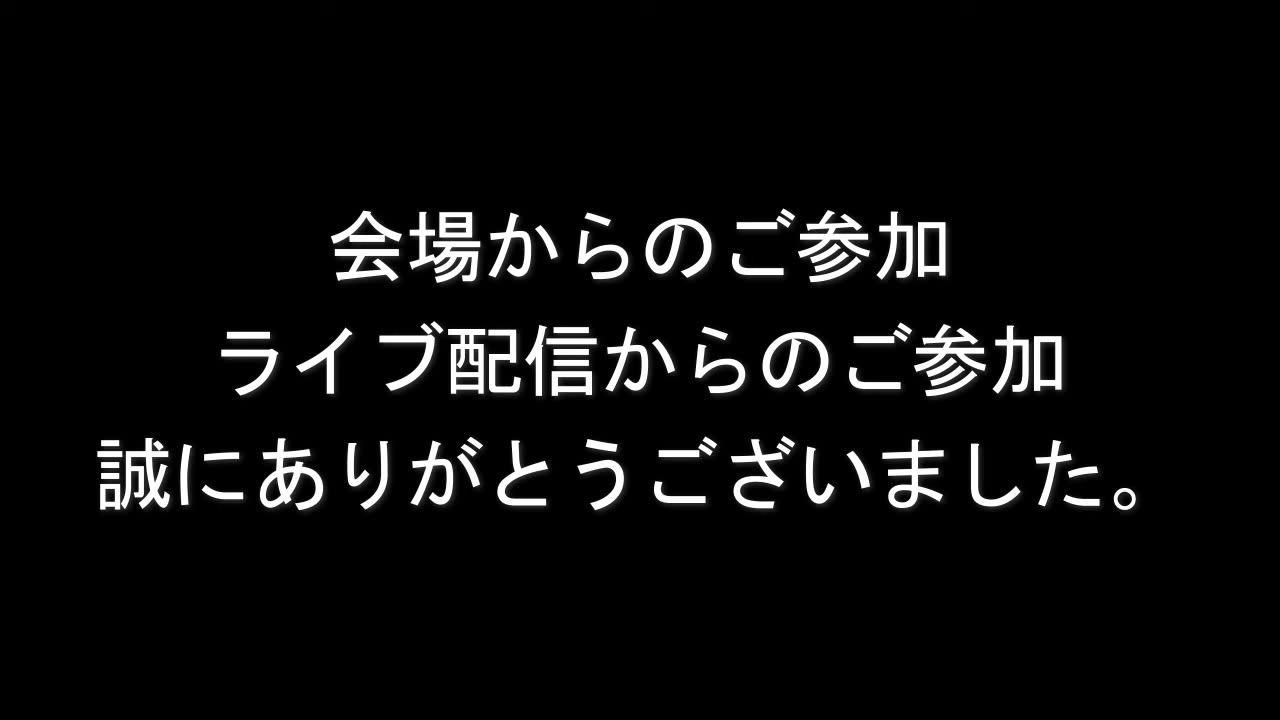 会場からのご参加
ライブ配信からのご参加
誠にありがとうございました。